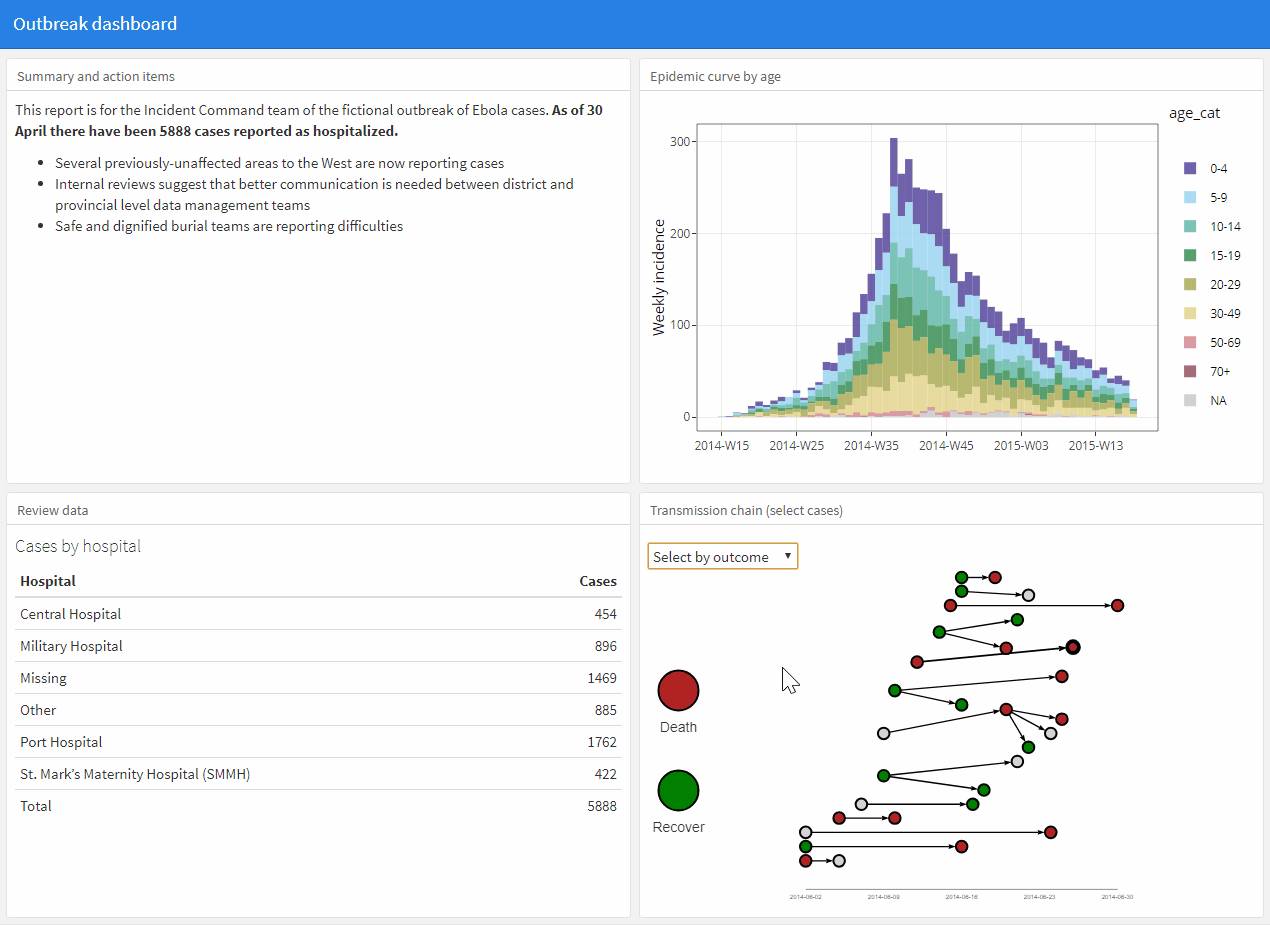 Outbreak dashboard
Summary and action items
This report is for the Incident Command team of the fictional outbreak of Ebola cases. As of 30
April there have been 5888 cases reported as hospitalized.
• Several previously-unaffected areas to the West are now reporting cases
• Internal reviews suggest that better communication is needed between district and
provincial level data management teams
• Safe and dignified burial teams are reporting difficulties
Epidemic curve by age
age_cat
0-4
5-9
10-14
15-19
20-29
30-49
50-69
70+
NA
Weekly incidence
300
200
100
0
2014-W15 2014-W25 2014-W35 2014-W45 2015-W03 2015-W13
Review data
Cases by hospital
Hospital Cases
Central Hospital 454
Military Hospital 896
Missing 1469
Other 885
Port Hospital 1762
St. Mark’s Maternity Hospital (SMMH) 422
Total 5888
Transmission chain (select cases)
Select by outcome
Death
Recover
2014-06-02 2014-06-09 2014-06-16 2014-06-23 2014-06-30